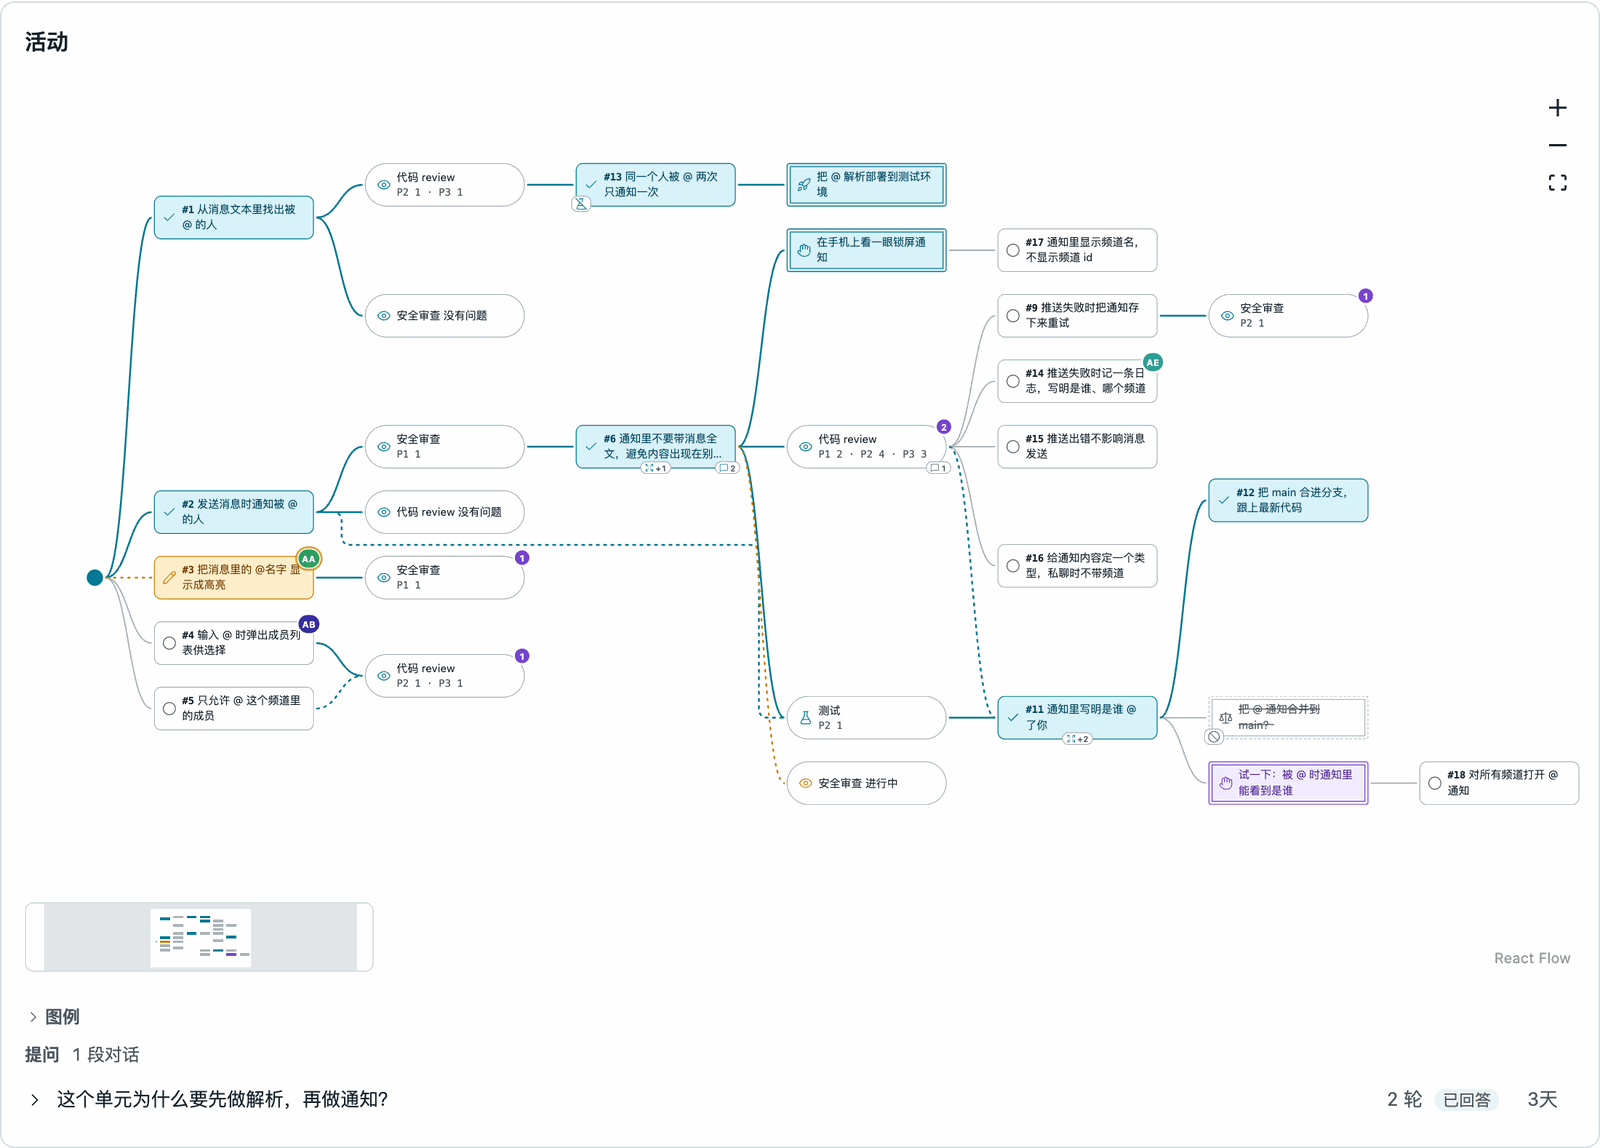 活动
代码 review
P2 1 · P3 1
#13 同一个人被 @ 两次
只通知一次
把 @ 解析部署到测试环
境
#1 从消息文本里找出被
@ 的人
在手机上看一眼锁屏通
知
#17 通知里显示频道名，
不显示频道 id
安全审查 没有问题
#9 推送失败时把通知存
下来重试
安全审查
P2 1
1
#14 推送失败时记一条日
志，写明是谁、哪个频道
AE
安全审查
P1 1
#6 通知里不要带消息全
文，避免内容出现在别...
+1
2
代码 review
P1 2 · P2 4 · P3 3
2
1
#15 推送出错不影响消息
发送
#2 发送消息时通知被 @
的人
代码 review 没有问题
#12 把 main 合进分支，
跟上最新代码
#3 把消息里的 @名字 显
示成高亮
AA
安全审查
P1 1
1
#16 给通知内容定一个类
型，私聊时不带频道
#4 输入 @ 时弹出成员列
表供选择
AB
代码 review
P2 1 · P3 1
1
#5 只允许 @ 这个频道里
的成员
测试
P2 1
#11 通知里写明是谁 @
了你
+2
把 @ 通知合并到
main?
安全审查 进行中
试一下：被 @ 时通知里
能看到是谁
#18 对所有频道打开 @
通知
React Flow
图例
提问 1 段对话
这个单元为什么要先做解析，再做通知？
2 轮 已回答 3天